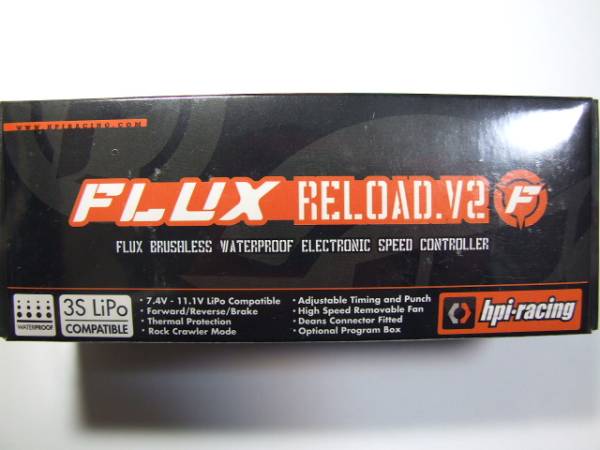 WWW.HPIRACING.COM
FLUX RELOAD.V2 F
FLUX BRUSHLESS WATERPROOF ELECTRONIC SPEED CONTROLLER
WATERPROOF
3S LiPo
COMPATIBLE
• 7.4V - 11.1V LiPo Compatible
• Forward/Reverse/Brake
• Thermal Protection
• Rock Crawler Mode
• Adjustable Timing and Punch
• High Speed Removable Fan
• Deans Connector Fitted
• Optional Program Box
hpi-racing